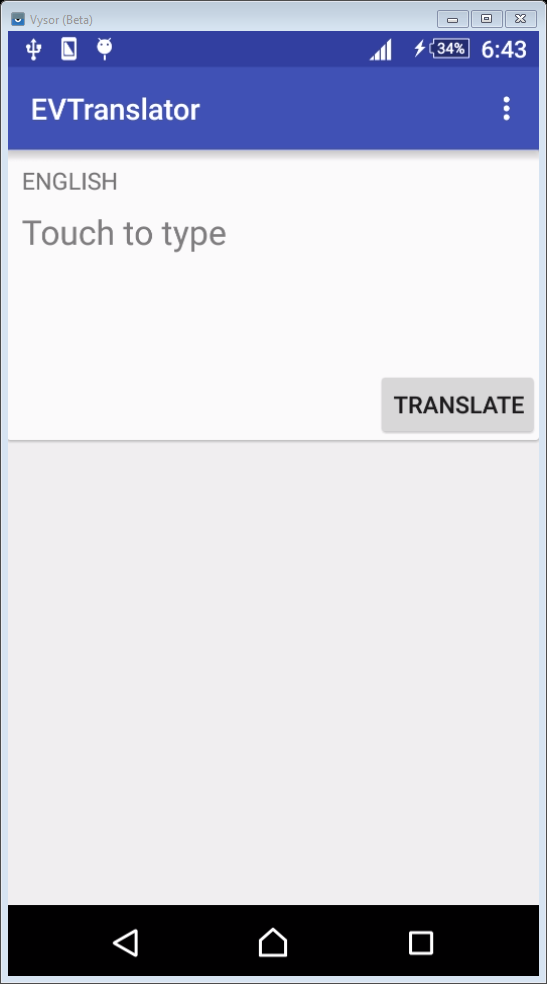 Vysor (Beta)
34% 6:43
EVTranslator
ENGLISH
Touch to type
TRANSLATE